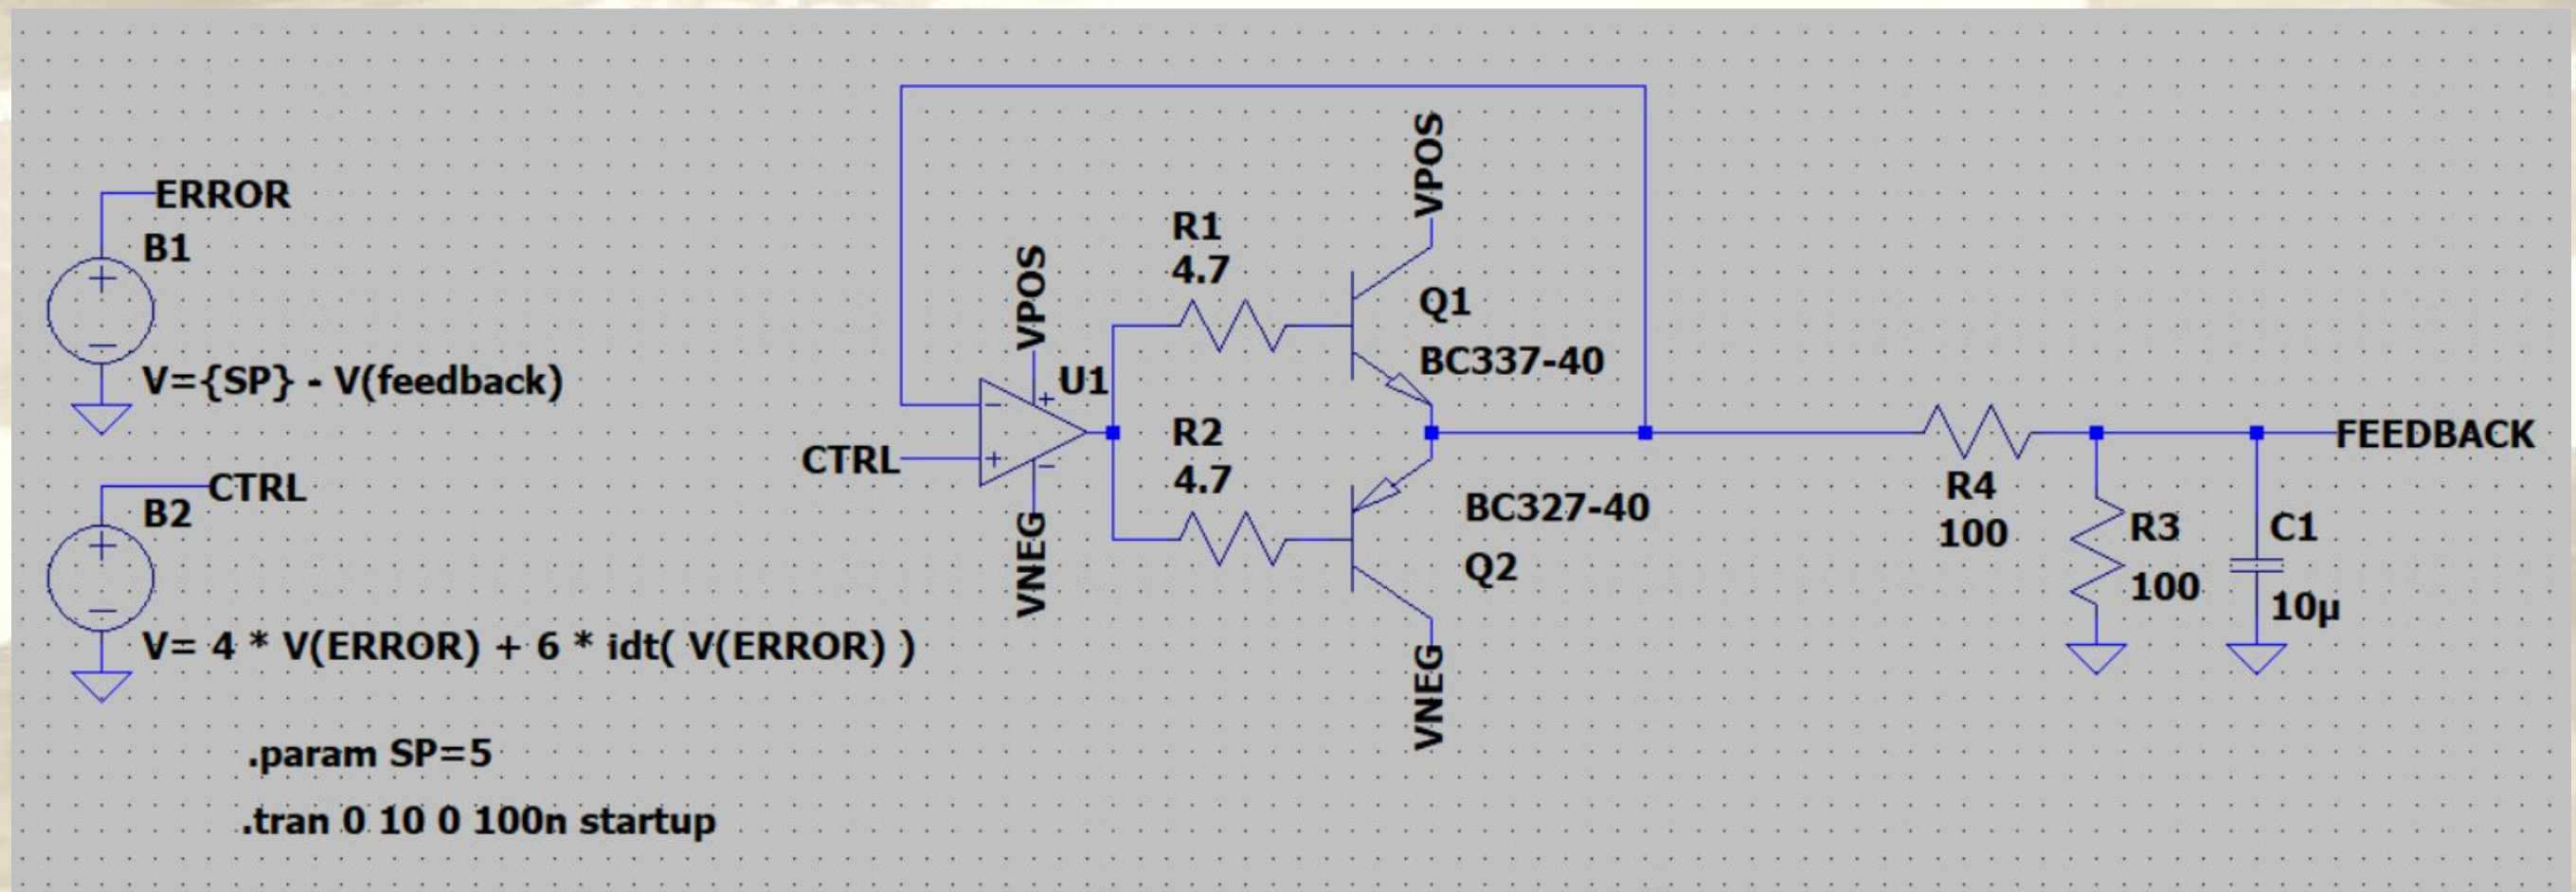 ERROR
B1
V={SP} - V(feedback)
CTRL
B2
V= 4 * V(ERROR) + 6 * idt( V(ERROR) )
.param SP=5
.tran 0 10 0 100n startup
CTRL
VPOS
U1
VNEG
R1
4.7
R2
4.7
VPOS
Q1
BC337-40
BC327-40
Q2
VNEG
R4
100
R3
100
C1
10µ
FEEDBACK